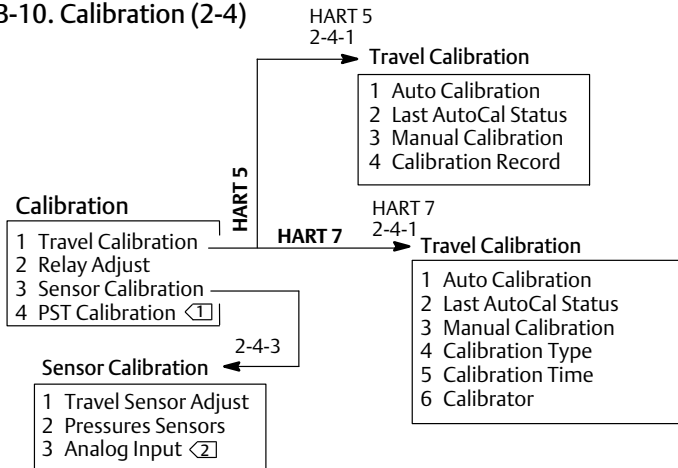 3-10. Calibration (2-4)
HART 5
2-4-1
Travel Calibration
1 Auto Calibration
2 Last AutoCal Status
3 Manual Calibration
4 Calibration Record
HART 5
Calibration
1 Travel Calibration
2 Relay Adjust
3 Sensor Calibration
4 PST Calibration 1
HART 7
HART 7
2-4-1
Travel Calibration
1 Auto Calibration
2 Last AutoCal Status
3 Manual Calibration
4 Calibration Type
5 Calibration Time
6 Calibrator
2-4-3
Sensor Calibration
1 Travel Sensor Adjust
2 Pressures Sensors
3 Analog Input 2